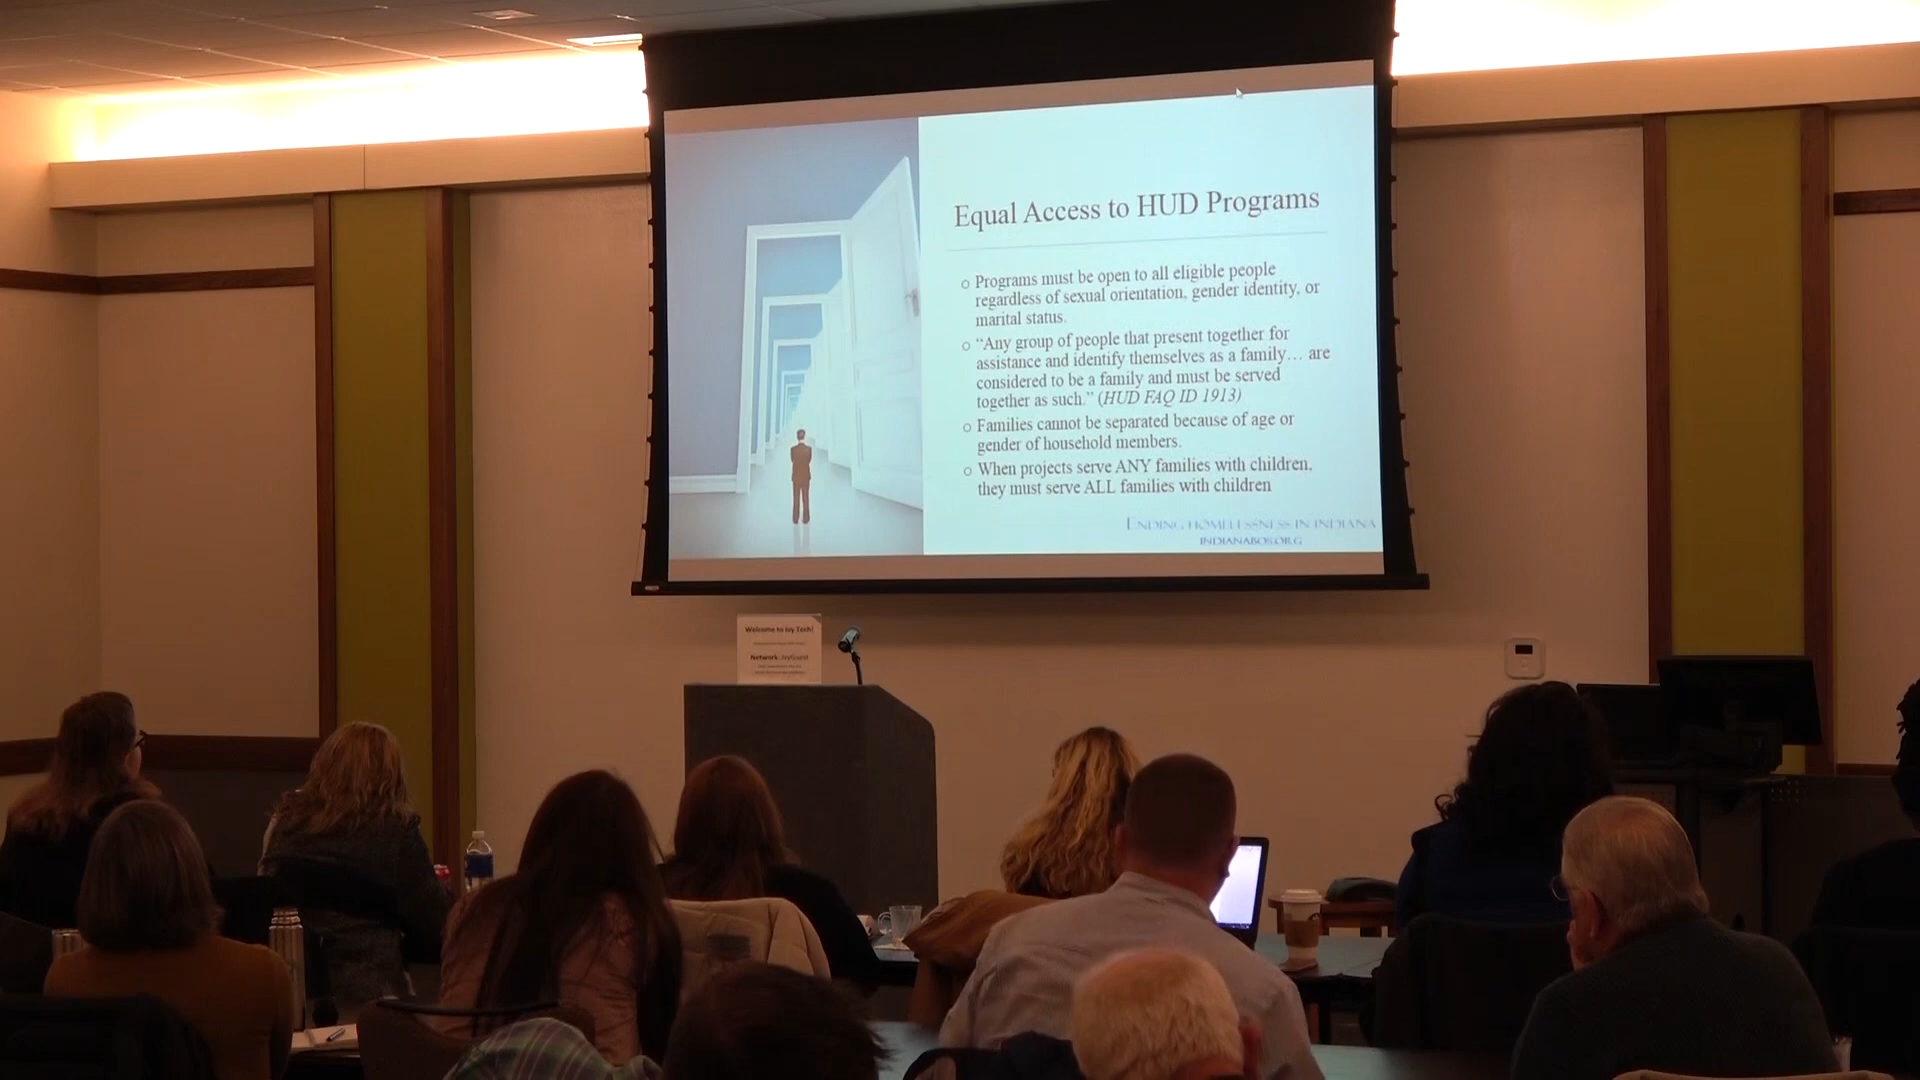 Equal Access to HUD Programs
Programs must be open to all eligible people
regardless of sexual orientation, gender identity, or
marital status.
"Any group of people that present together for
assistance and identify themselves as a family… are
considered to be a family and must be served
together as such." (HUD FAQ ID 1913)
Families cannot be separated because of age or
gender of household members.
When projects serve ANY families with children,
they must serve ALL families with children
ENDING HOMELESSNESS IN INDIANA
INDIANABOS.ORG
Welcome to Ivy Tech!
Network: IvyGuest